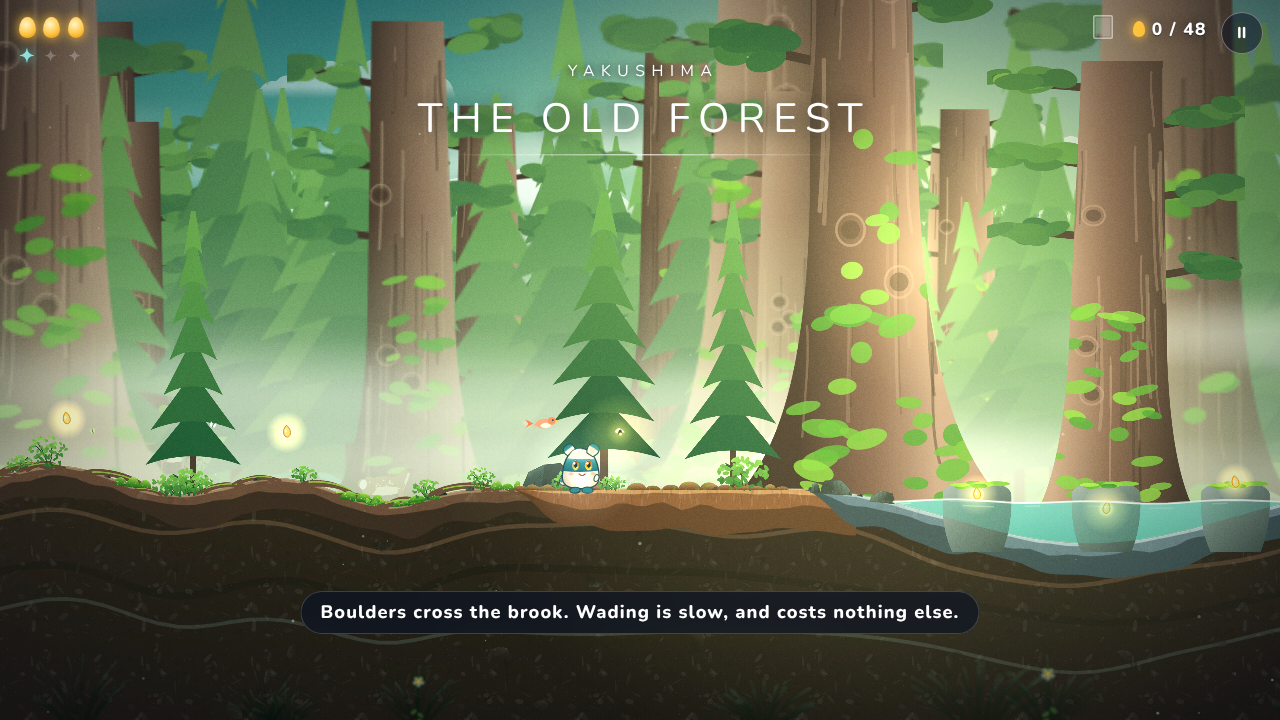 0 / 48
YAKUSHIMA
THE OLD FOREST
Boulders cross the brook. Wading is slow, and costs nothing else.